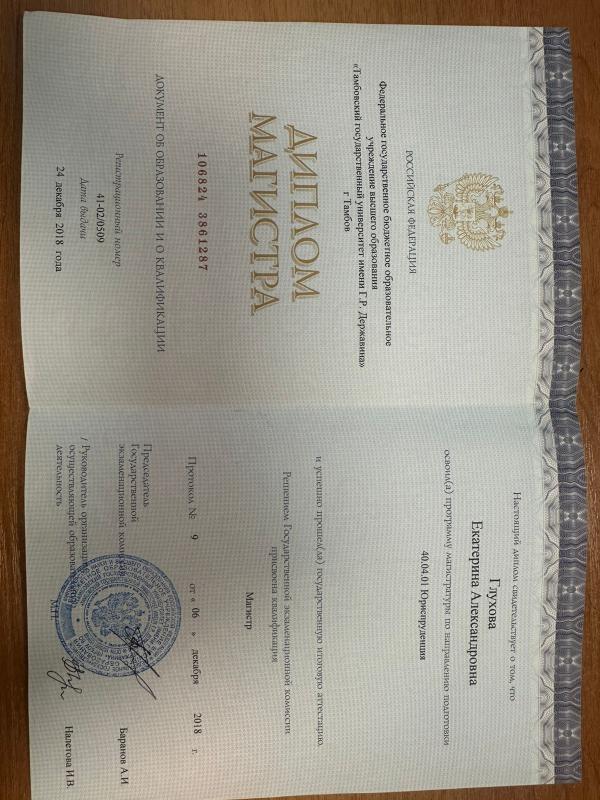 РОССИЙСКАЯ ФЕДЕРАЦИЯ
Федеральное государственное бюджетное образовательное
учреждение высшего образования
«Тамбовский государственный университет имени Г.Р. Державина»
г Тамбов
ДИПЛОМ
МАГИСТРА
106824 3861287
ДОКУМЕНТ ОБ ОБРАЗОВАНИИ И О КВАЛИФИКАЦИИ
Регистрационный номер
41-02/0509
Дата выдачи
24 декабря 2018 года
Настоящий диплом свидетельствует о том, что
Глухова
Екатерина Александровна
освоил(а) программу магистратуры по направлению подготовки
40.04.01 Юриспруденция
и успешно прошел(ла) государственную итоговую аттестацию
Решением Государственной экзаменационной комиссии
присвоена квалификация
Магистр
Протокол № 9 от « 06 » декабря 2018 г.
Председатель
Государственной
экзаменационной комиссии
Баранов А.И
/ Руководитель организации,
осуществляющей образовательную
деятельность
Налетова И.В.
М.П.